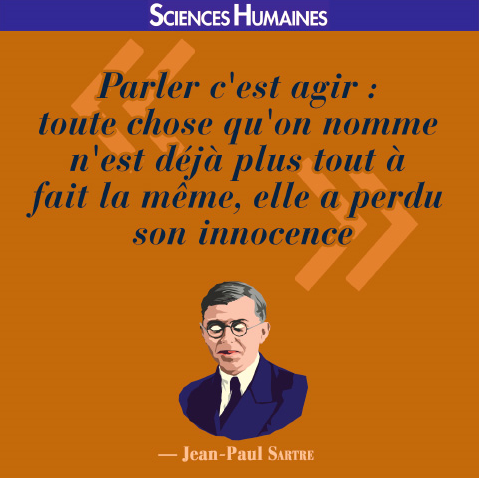 SCIENCES HUMAINES
Parler c'est agir :
toute chose qu'on nomme
n'est déjà plus tout à
fait la même, elle a perdu
son innocence
— Jean-Paul SARTRE